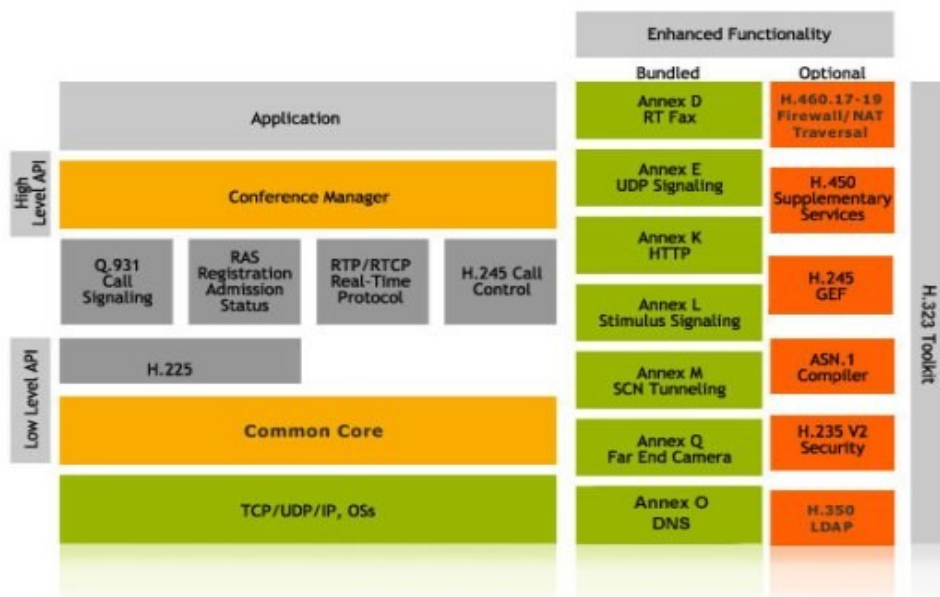 Enhanced Functionality
Bundled
Optional
Application
High
Level API
Conference Manager
Q.931
Call
Signaling
RAS
Registration
Admission
Status
RTP/RTCP
Real-Time
Protocol
H.245 Call
Control
Low Level API
H.225
Common Core
TCP/UDP/IP, OSs
Annex D
RT Fax
Annex E
UDP Signaling
Annex K
HTTP
Annex L
Stimulus Signaling
Annex M
SCN Tunneling
Annex Q
Far End Camera
Annex O
DNS
H.460.17-19
Firewall/NAT
Traversal
H.450
Supplementary
Services
H.245
GEF
ASN.1
Compiler
H.235 V2
Security
H.350
LDAP
H.323 Toolkit